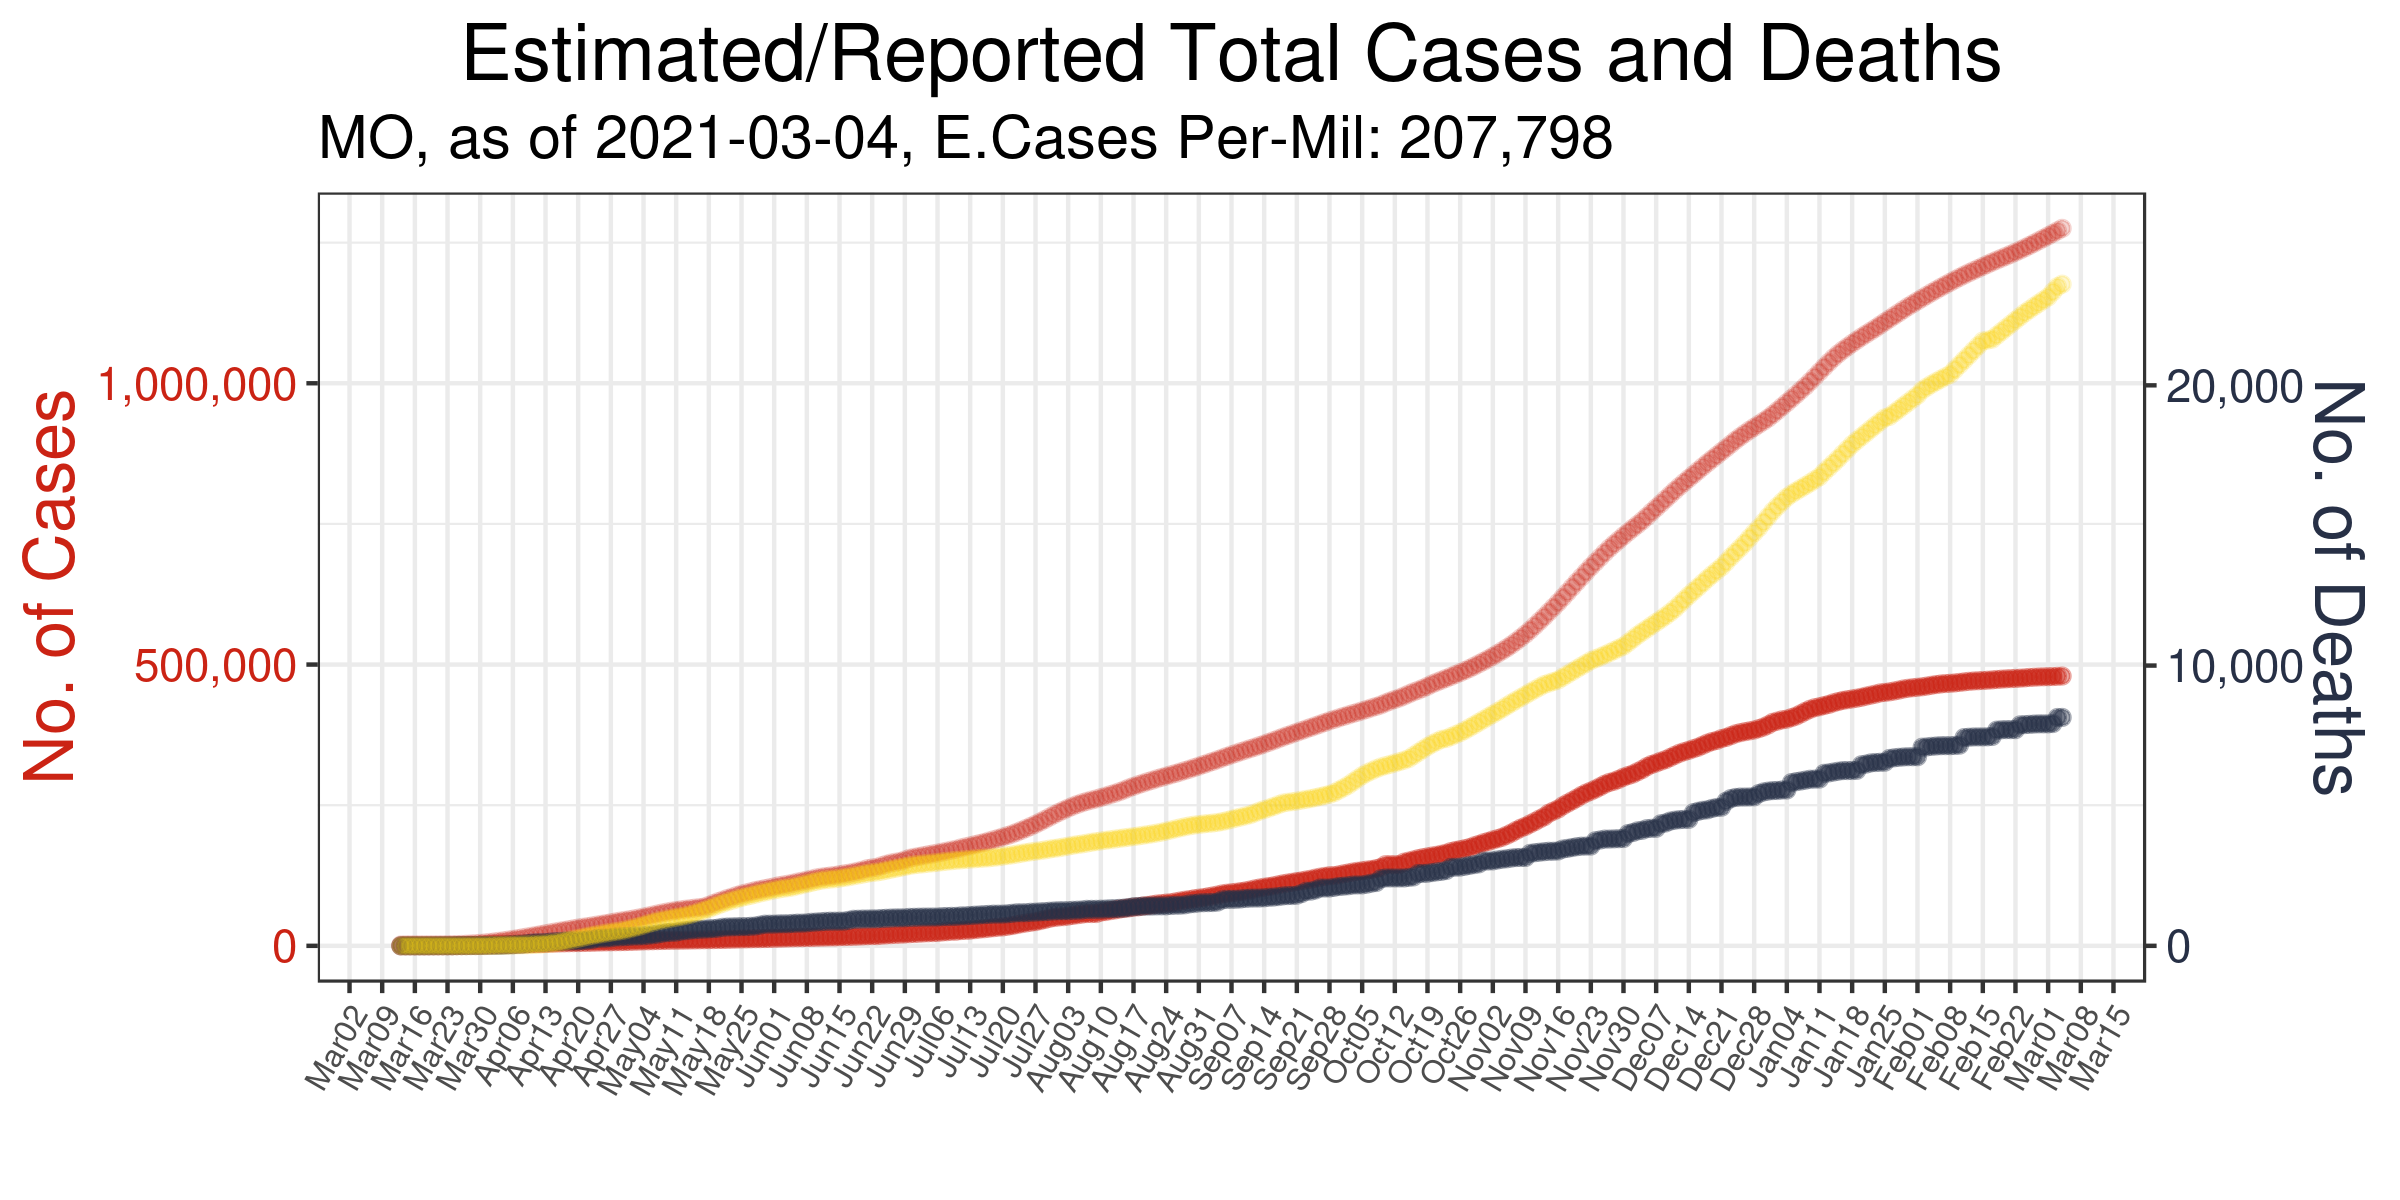 Estimated/Reported Total Cases and Deaths
MO, as of 2021-03-04, E.Cases Per-Mil: 207,798
No. of Cases
1,000,000
500,000
0
20,000
10,000
0
No. of Deaths
Mar02
Mar09
Mar16
Mar23
Mar30
Apr06
Apr13
Apr20
Apr27
May04
May11
May18
May25
Jun01
Jun08
Jun15
Jun22
Jun29
Jul06
Jul13
Jul20
Jul27
Aug03
Aug10
Aug17
Aug24
Aug31
Sep07
Sep14
Sep21
Sep28
Oct05
Oct12
Oct19
Oct26
Nov02
Nov09
Nov16
Nov23
Nov30
Dec07
Dec14
Dec21
Dec28
Jan04
Jan11
Jan18
Jan25
Feb01
Feb08
Feb15
Feb22
Mar01
Mar08
Mar15